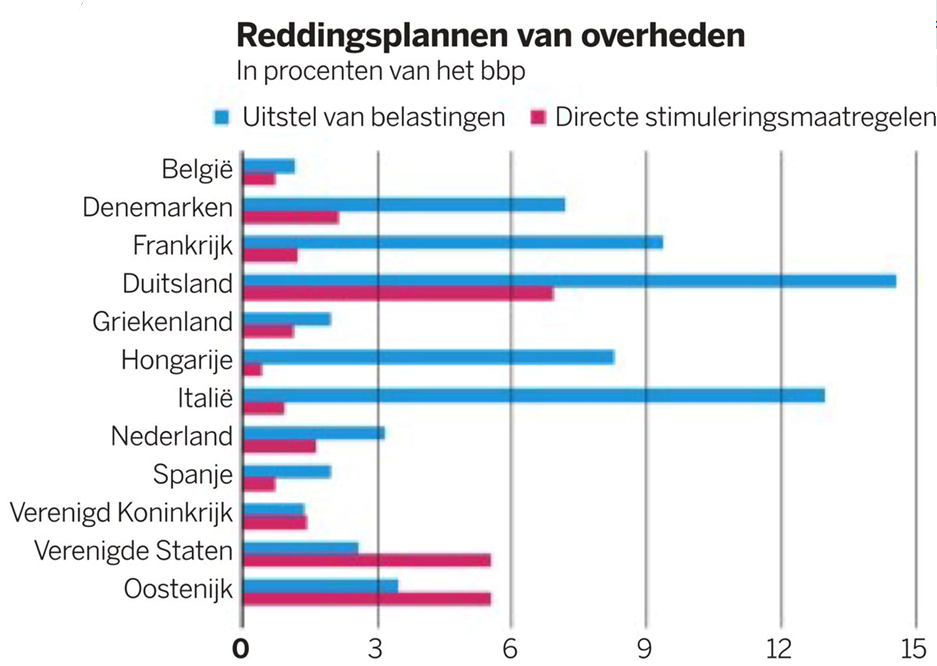 Reddingsplannen van overheden
In procenten van het bbp
Uitstel van belastingen Directe stimuleringsmaatregelen
België
Denemarken
Frankrijk
Duitsland
Griekenland
Hongarije
Italië
Nederland
Spanje
Verenigd Koninkrijk
Verenigde Staten
Oostenijk
0 3 6 9 12 15